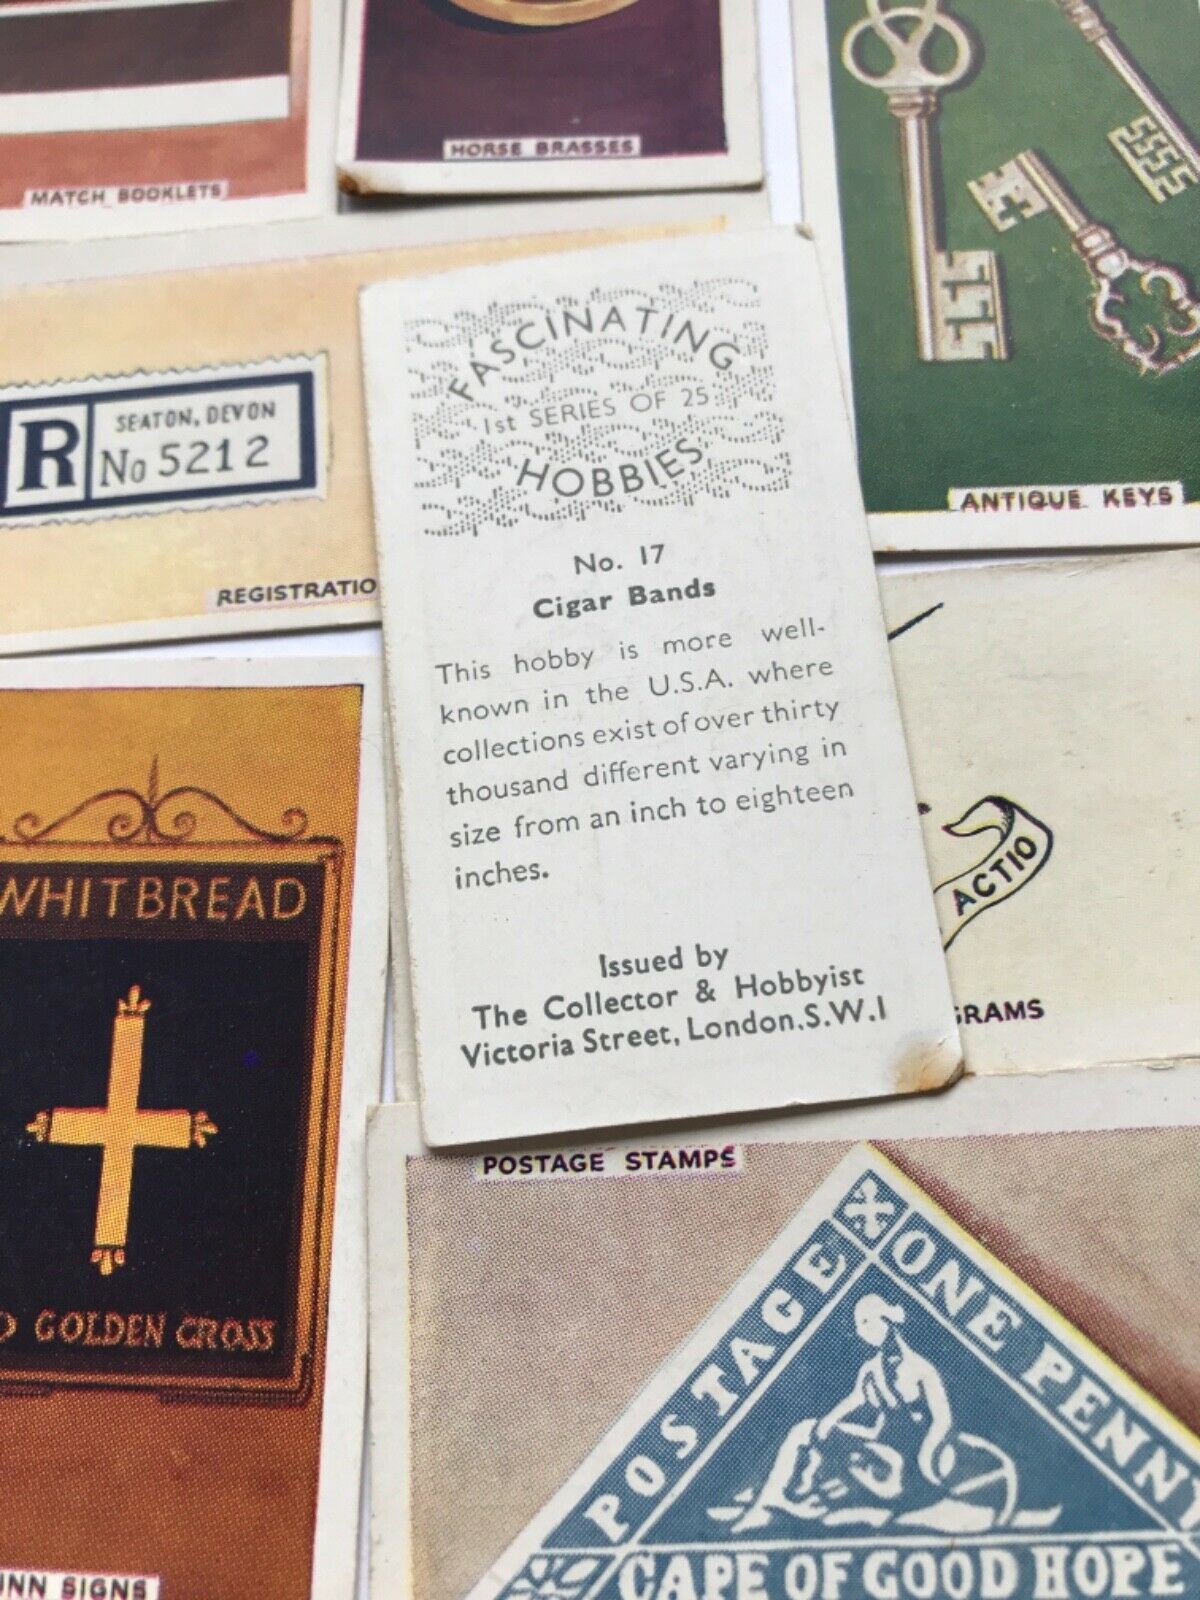 MATCH BOOKLETS
HORSE BRASSES
ANTIQUE KEYS
R
SEATON, DEVON
No 5212
FASCINATING
1st SERIES OF 25
HOBBIES
No. 17
Cigar Bands
This hobby is more well-
known in the U.S.A. where
collections exist of over thirty
thousand different varying in
size from an inch to eighteen
inches.
Issued by
The Collector & Hobbyist
Victoria Street, London.S.W.1
REGISTRATIO
WHITBREAD
GOLDEN CROSS
INN SIGNS
ACTIO
GRAMS
POSTAGE STAMPS
POSTAGE
ONE PENNY
CAPE OF GOOD HOPE